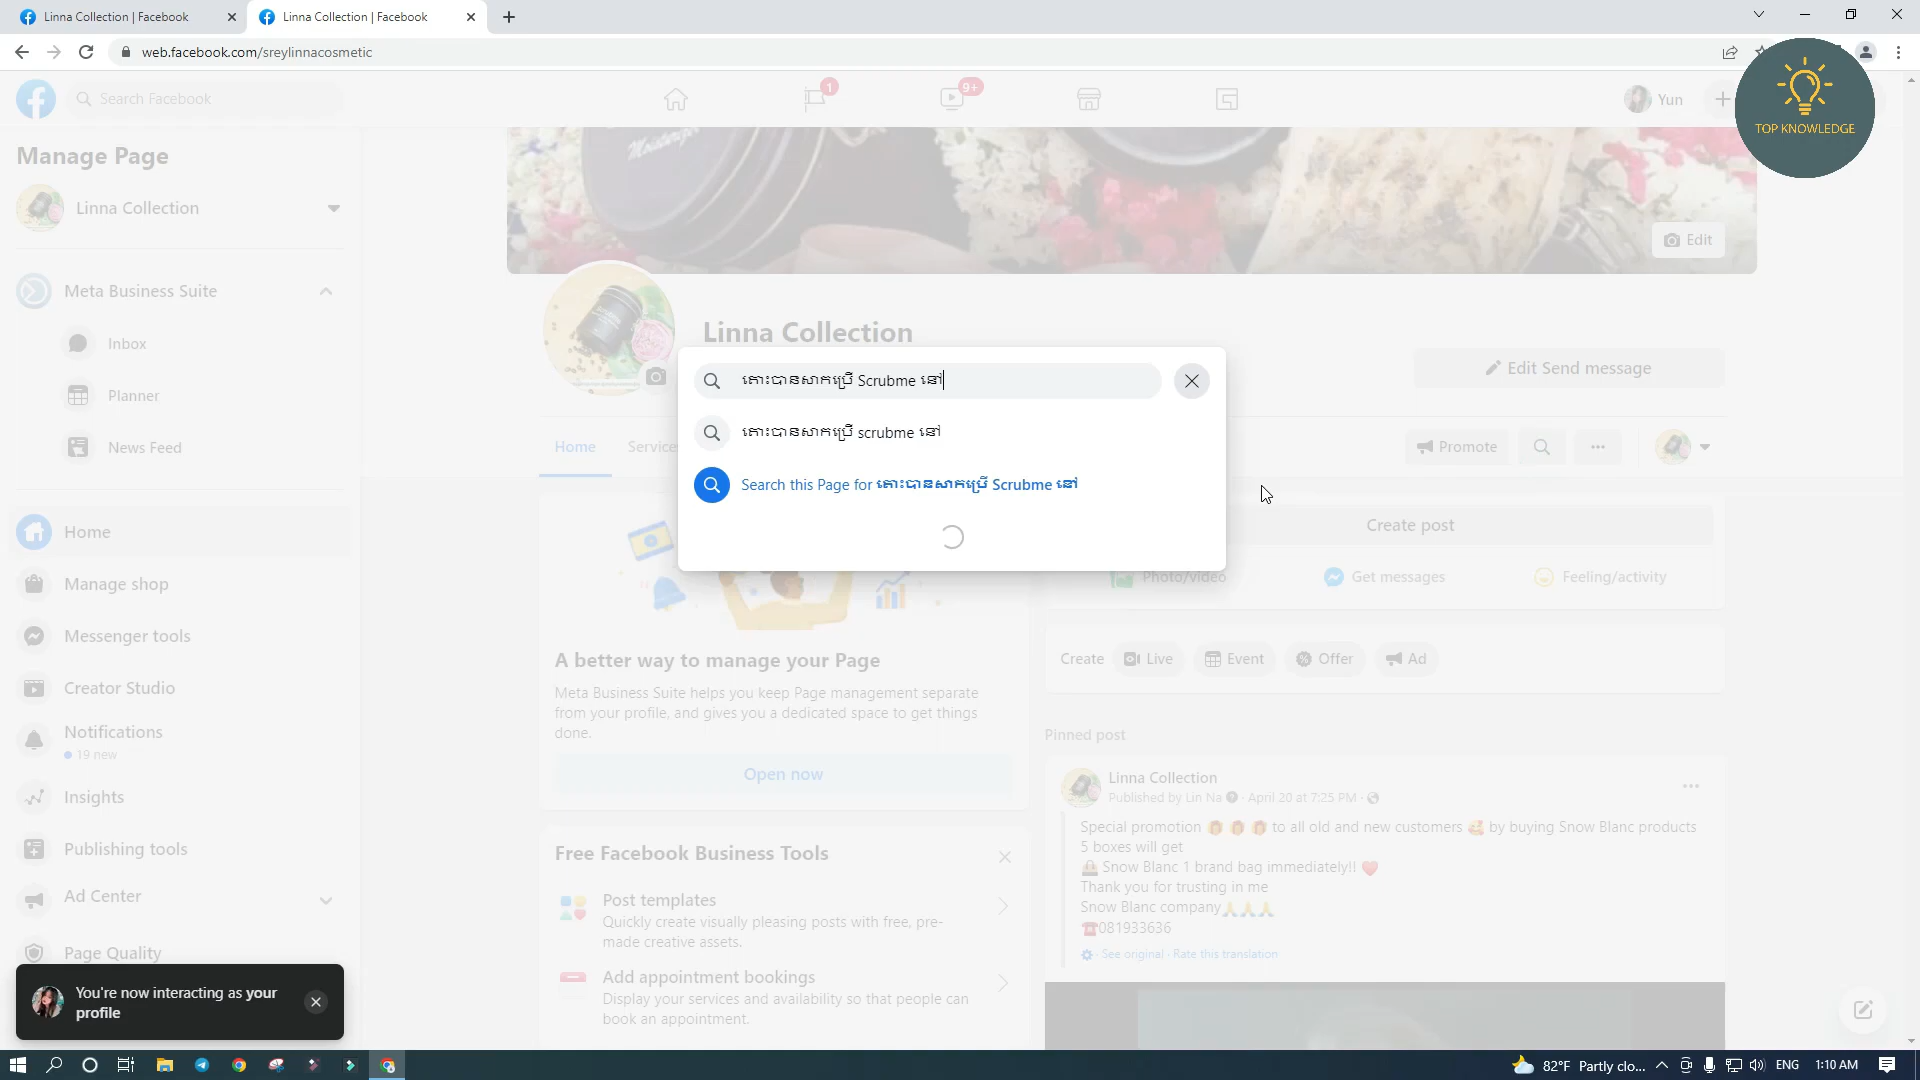 Linna Collection | Facebook
Linna Collection | Facebook
web.facebook.com/sreylinnacosmetic
Search Facebook
1
9+
Yun
TOP KNOWLEDGE
Manage Page
Linna Collection
Meta Business Suite
Inbox
Planner
News Feed
Home
Manage shop
Messenger tools
Creator Studio
Notifications
19 new
Insights
Publishing tools
Ad Center
Page Quality
You're now interacting as your
profile
Edit
Linna Collection
Edit Send message
Home
Service
Promote
តោះបានសាកប្រើ Scrubme នៅ
តោះបានសាកប្រើ scrubme នៅ
Search this Page for តោះបានសាកប្រើ Scrubme នៅ
A better way to manage your Page
Meta Business Suite helps you keep Page management separate
from your profile, and gives you a dedicated space to get things
done.
Open now
Free Facebook Business Tools
Post templates
Quickly create visually pleasing posts with free, pre-
made creative assets.
Add appointment bookings
Display your services and availability so that people can
book an appointment.
Create post
Photo/video
Get messages
Feeling/activity
Create
Live
Event
Offer
Ad
Pinned post
Linna Collection
Published by Lin Na · April 20 at 7:25 PM ·
Special promotion 👩 👩 👩 to all old and new customers 🥰 by buying Snow Blanc products
5 boxes will get
👜 Snow Blanc 1 brand bag immediately!! ❤️
Thank you for trusting in me
Snow Blanc company🙏🙏🙏
☎️081933636
· See original · Rate this translation
82°F Partly clo...
ENG
1:10 AM